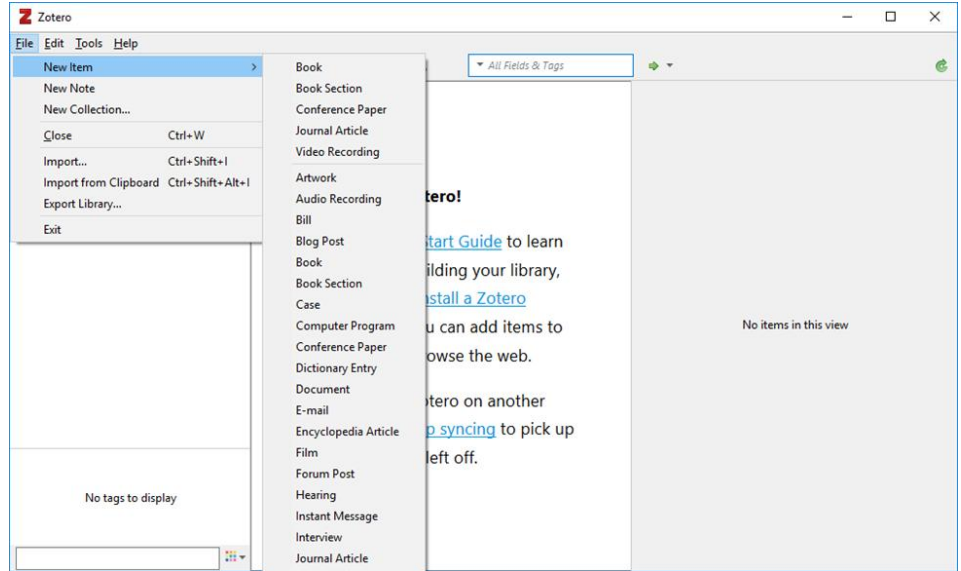 Zotero
File Edit Tools Help
New Item
New Note
New Collection...
Close Ctrl+W
Import... Ctrl+Shift+I
Import from Clipboard Ctrl+Shift+Alt+I
Export Library...
Exit
Book
Book Section
Conference Paper
Journal Article
Video Recording
Artwork
Audio Recording
Bill
Blog Post
Book
Book Section
Case
Computer Program
Conference Paper
Dictionary Entry
Document
E-mail
Encyclopedia Article
Film
Forum Post
Hearing
Instant Message
Interview
Journal Article
All Fields & Tags
tero!
Start Guide to learn
ilding your library,
nstall a Zotero
u can add items to
owse the web.
otero on another
p syncing to pick up
left off.
No items in this view
No tags to display